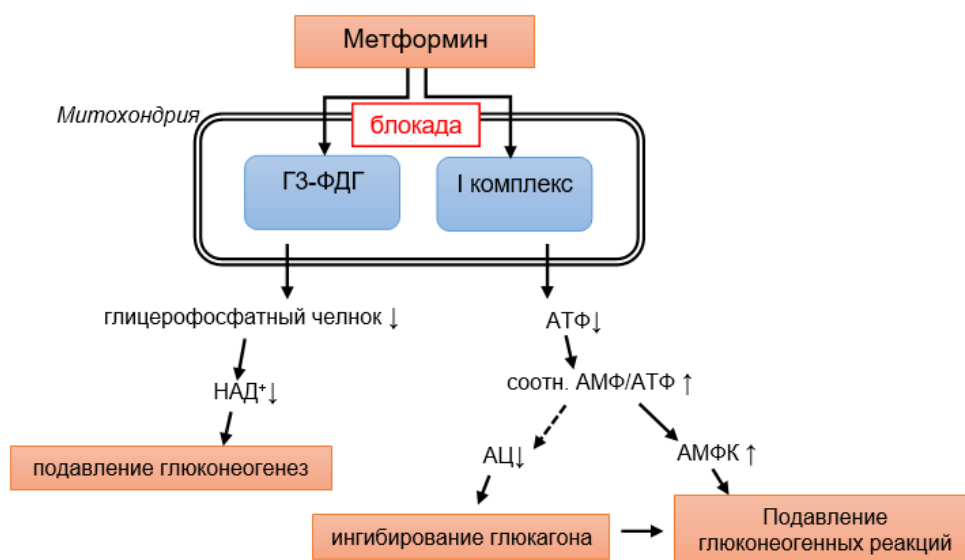 Метформин
Митохондрия
блокада
Г3-ФДГ
I комплекс
глицерофосфатный челнок ↓
АТФ↓
НАД⁺↓
соотн. АМФ/АТФ ↑
подавление глюконеогенез
АЦ↓
АМФК ↑
ингибирование глюкагона
Подавление
глюконеогенных реакций